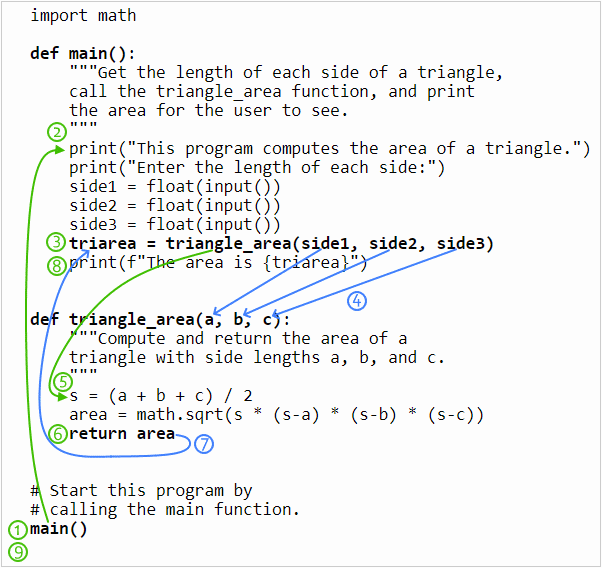 import math

def main():
    """Get the length of each side of a triangle,
    call the triangle_area function, and print
    the area for the user to see.
②  """
    print("This program computes the area of a triangle.")
    print("Enter the length of each side:")
    side1 = float(input())
    side2 = float(input())
    side3 = float(input())
③  triarea = triangle_area(side1, side2, side3)
⑧  print(f"The area is {triarea}")
④
def triangle_area(a, b, c):
    """Compute and return the area of a
    triangle with side lengths a, b, and c.
    """
⑤
    s = (a + b + c) / 2
    area = math.sqrt(s * (s-a) * (s-b) * (s-c))
⑥  return area ⑦

# Start this program by
# calling the main function.
① main()
⑨